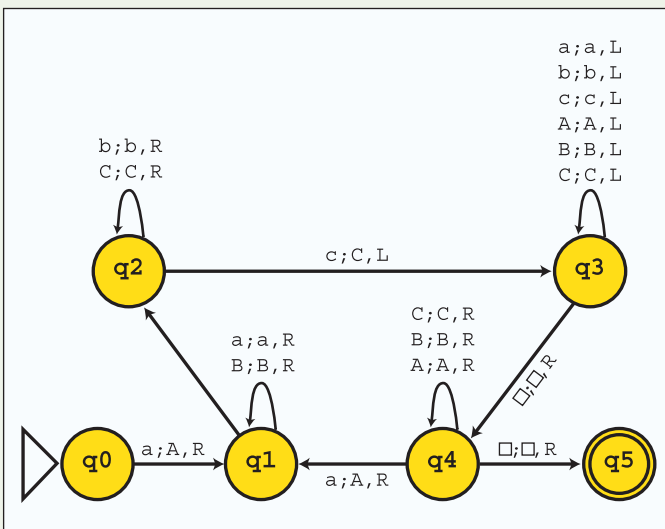 a;a,L
b;b,L
c;c,L
A;A,L
B;B,L
C;C,L
b;b,R
C;C,R
q2
c;C,L
q3
C;C,R
B;B,R
A;A,R
a;a,R
B;B,R
□;□,R
q0
a;A,R
q1
a;A,R
q4
□;□,R
q5